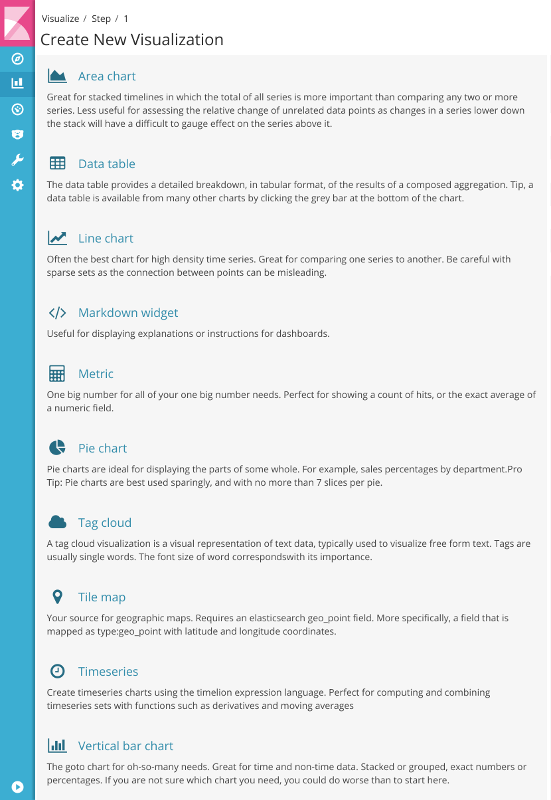 Visualize / Step / 1
Create New Visualization
Area chart
Great for stacked timelines in which the total of all series is more important than comparing any two or more
series. Less useful for assessing the relative change of unrelated data points as changes in a series lower down
the stack will have a difficult to gauge effect on the series above it.
Data table
The data table provides a detailed breakdown, in tabular format, of the results of a composed aggregation. Tip, a
data table is available from many other charts by clicking the grey bar at the bottom of the chart.
Line chart
Often the best chart for high density time series. Great for comparing one series to another. Be careful with
sparse sets as the connection between points can be misleading.
Markdown widget
Useful for displaying explanations or instructions for dashboards.
Metric
One big number for all of your one big number needs. Perfect for showing a count of hits, or the exact average of
a numeric field.
Pie chart
Pie charts are ideal for displaying the parts of some whole. For example, sales percentages by department.Pro
Tip: Pie charts are best used sparingly, and with no more than 7 slices per pie.
Tag cloud
A tag cloud visualization is a visual representation of text data, typically used to visualize free form text. Tags are
usually single words. The font size of word correspondswith its importance.
Tile map
Your source for geographic maps. Requires an elasticsearch geo_point field. More specifically, a field that is
mapped as type:geo_point with latitude and longitude coordinates.
Timeseries
Create timeseries charts using the timelion expression language. Perfect for computing and combining
timeseries sets with functions such as derivatives and moving averages
Vertical bar chart
The goto chart for oh-so-many needs. Great for time and non-time data. Stacked or grouped, exact numbers or
percentages. If you are not sure which chart you need, you could do worse than to start here.